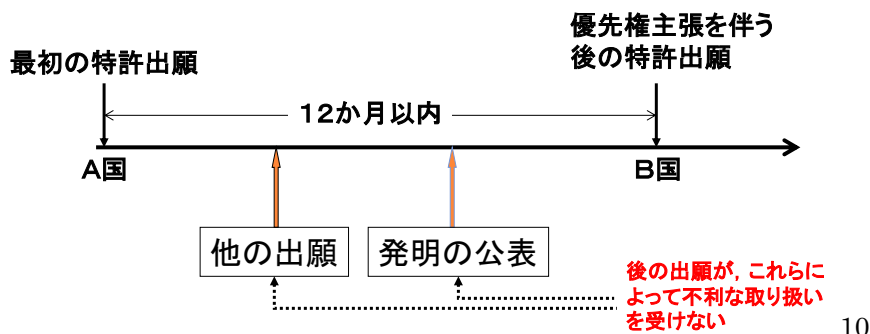 最初の特許出願
優先権主張を伴う
後の特許出願
12か月以内
A国
B国
他の出願
発明の公表
後の出願が, これらに
よって不利な取り扱い
を受けない
10